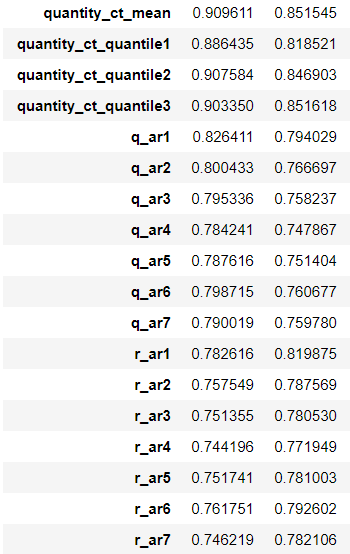 quantity_ct_mean 0.909611 0.851545
quantity_ct_quantile1 0.886435 0.818521
quantity_ct_quantile2 0.907584 0.846903
quantity_ct_quantile3 0.903350 0.851618
q_ar1 0.826411 0.794029
q_ar2 0.800433 0.766697
q_ar3 0.795336 0.758237
q_ar4 0.784241 0.747867
q_ar5 0.787616 0.751404
q_ar6 0.798715 0.760677
q_ar7 0.790019 0.759780
r_ar1 0.782616 0.819875
r_ar2 0.757549 0.787569
r_ar3 0.751355 0.780530
r_ar4 0.744196 0.771949
r_ar5 0.751741 0.781003
r_ar6 0.761751 0.792602
r_ar7 0.746219 0.782106